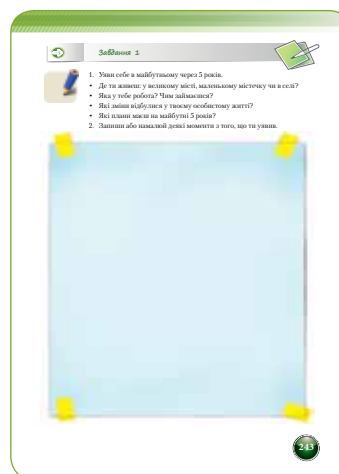 Завдання 1
1. Уяви себе в майбутньому через 5 років.
• Де ти живеш: у великому місті, маленькому містечку чи в селі?
• Яка у тебе робота? Чим займаєшся?
• Які зміни відбулися у твоєму особистому житті?
• Які плани маєш на майбутні 5 років?
2. Запиши або намалюй деякі моменти з того, що ти уявив.
243